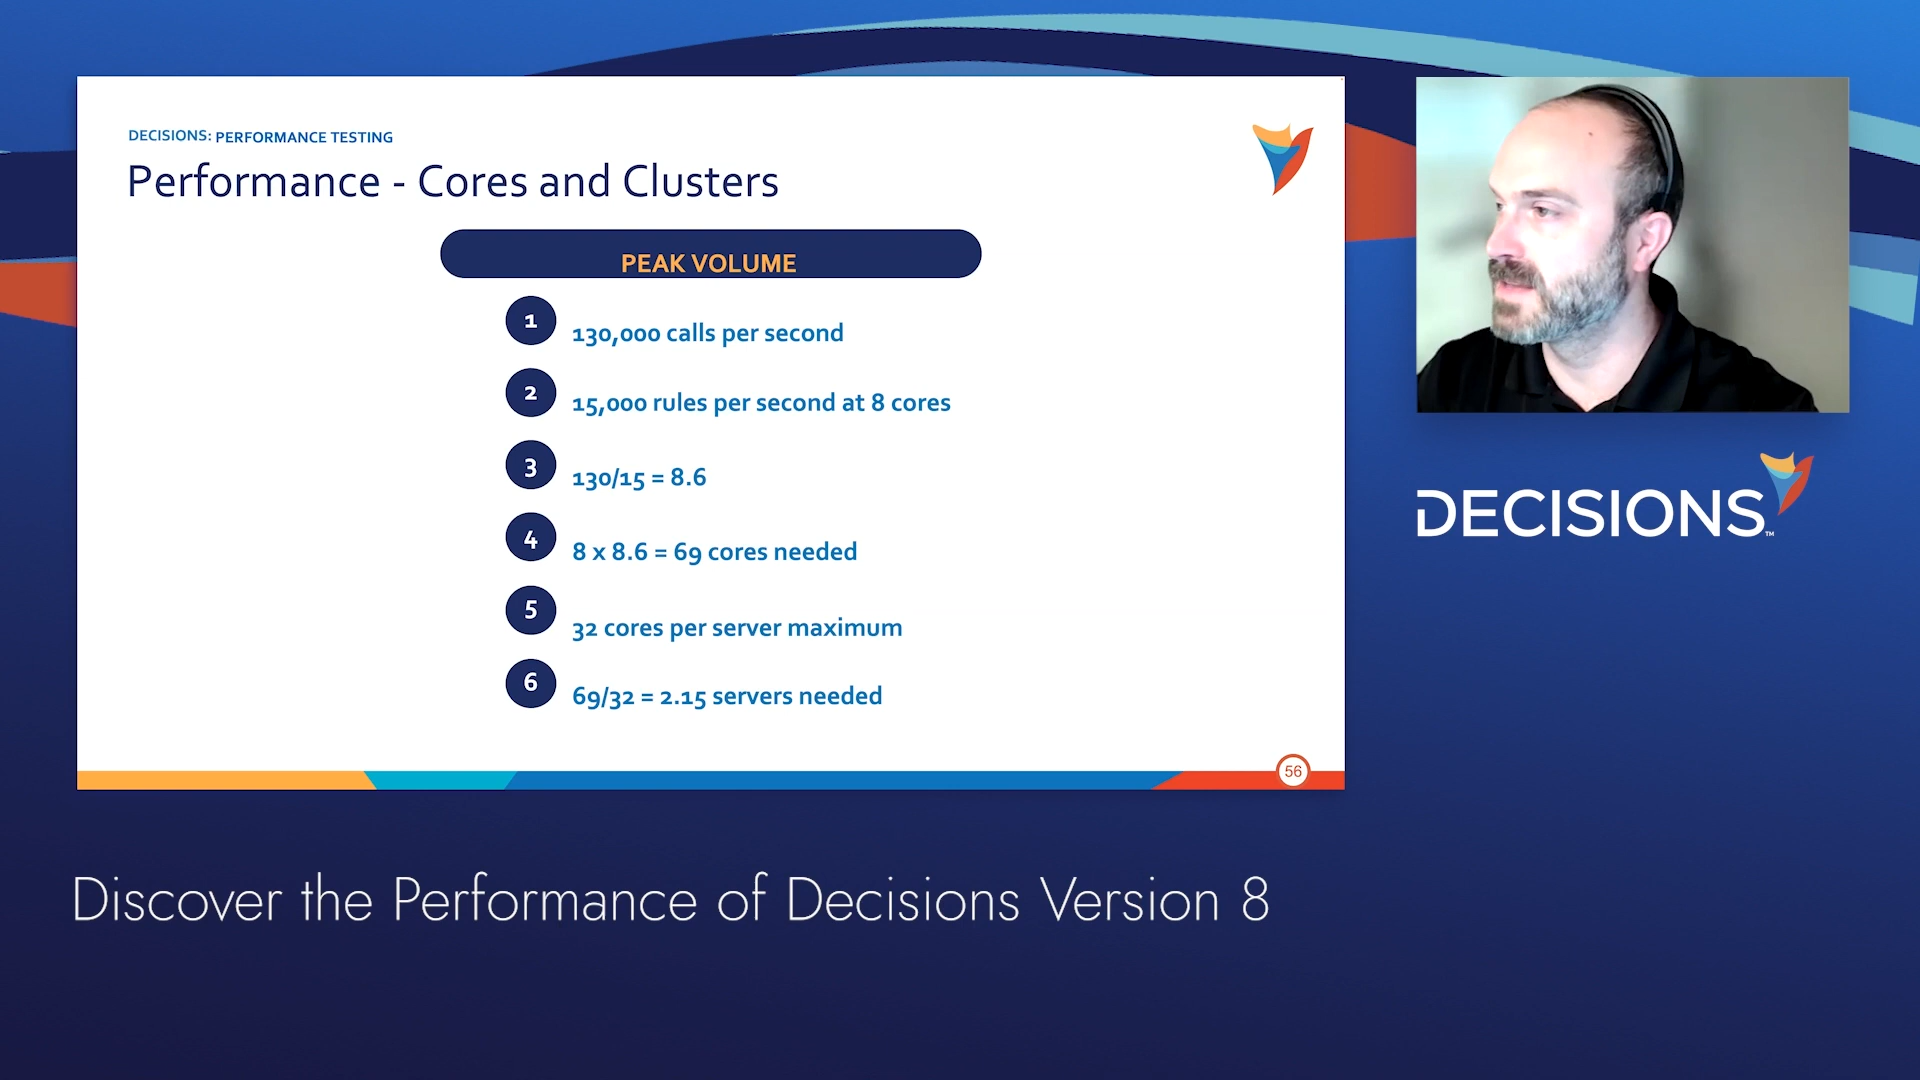 DECISIONS: PERFORMANCE TESTING
Performance - Cores and Clusters
PEAK VOLUME
1 130,000 calls per second
2 15,000 rules per second at 8 cores
3 130/15 = 8.6
4 8 x 8.6 = 69 cores needed
5 32 cores per server maximum
6 69/32 = 2.15 servers needed
56
DECISIONS™
Discover the Performance of Decisions Version 8